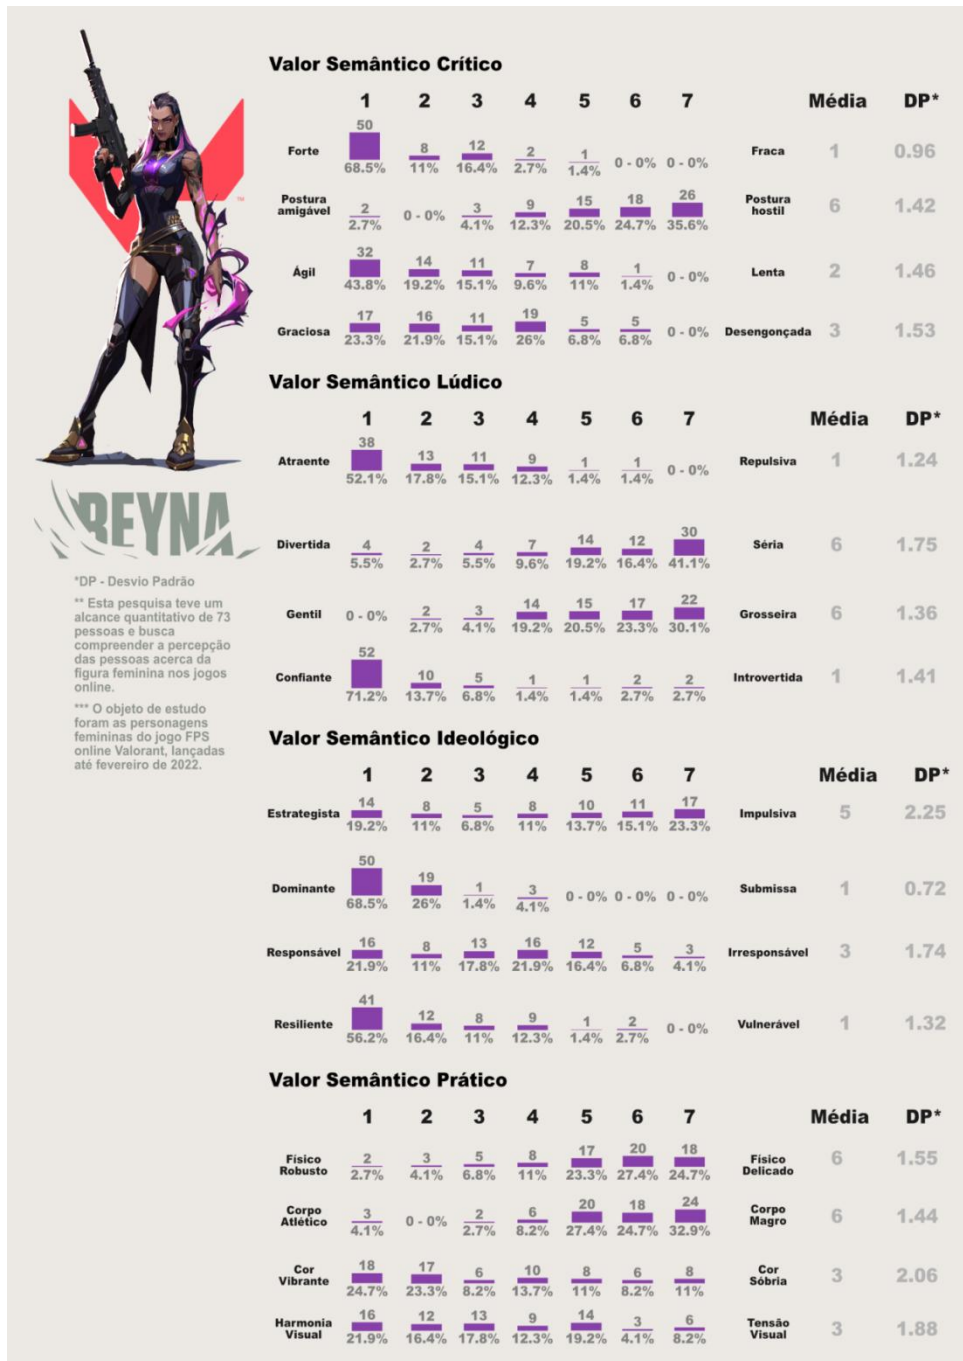 Valor Semântico Crítico
1 2 3 4 5 6 7 Média DP*
50 8 12 2 1
Forte 0 - 0% 0 - 0% Fraca 1 0.96
68.5% 11% 16.4% 2.7% 1.4%
Postura amigável 2 0 - 0% 3 9 15 18 26 Postura hostil 6 1.42
2.7% 4.1% 12.3% 20.5% 24.7% 35.6%
32 14 11 7 8 1
Ágil 0 - 0% Lenta 2 1.46
43.8% 19.2% 15.1% 9.6% 11% 1.4%
17 16 11 19 5 5
Graciosa 0 - 0% Desengonçada 3 1.53
23.3% 21.9% 15.1% 26% 6.8% 6.8%
Valor Semântico Lúdico
1 2 3 4 5 6 7 Média DP*
38 13 11 9 1 1
Atraente 0 - 0% Repulsiva 1 1.24
52.1% 17.8% 15.1% 12.3% 1.4% 1.4%
4 2 4 7 14 12 30
Divertida Séria 6 1.75
5.5% 2.7% 5.5% 9.6% 19.2% 16.4% 41.1%
2 3 14 15 17 22
Gentil 0 - 0% Grosseira 6 1.36
2.7% 4.1% 19.2% 20.5% 23.3% 30.1%
52 10 5 1 1 2 2
Confiante Introvertida 1 1.41
71.2% 13.7% 6.8% 1.4% 1.4% 2.7% 2.7%
Valor Semântico Ideológico
1 2 3 4 5 6 7 Média DP*
14 8 5 8 10 11 17
Estrategista Impulsiva 5 2.25
19.2% 11% 6.8% 11% 13.7% 15.1% 23.3%
50 19 1 3
Dominante 0 - 0% 0 - 0% 0 - 0% Submissa 1 0.72
68.5% 26% 1.4% 4.1%
16 8 13 16 12 5 3
Responsável Irresponsável 3 1.74
21.9% 11% 17.8% 21.9% 16.4% 6.8% 4.1%
41 12 8 9 1 2
Resiliente 0 - 0% Vulnerável 1 1.32
56.2% 16.4% 11% 12.3% 1.4% 2.7%
Valor Semântico Prático
1 2 3 4 5 6 7 Média DP*
2 3 5 8 17 20 18
Físico Robusto Físico Delicado 6 1.55
2.7% 4.1% 6.8% 11% 23.3% 27.4% 24.7%
3 2 6 20 18 24
Corpo Atlético 0 - 0% Corpo Magro 6 1.44
4.1% 2.7% 8.2% 27.4% 24.7% 32.9%
18 17 6 10 8 6 8
Cor Vibrante Cor Sóbria 3 2.06
24.7% 23.3% 8.2% 13.7% 11% 8.2% 11%
16 12 13 9 14 3 6
Harmonia Visual Tensão Visual 3 1.88
21.9% 16.4% 17.8% 12.3% 19.2% 4.1% 8.2%
TM
REYNA
*DP - Desvio Padrão
** Esta pesquisa teve um
alcance quantitativo de 73
pessoas e busca
compreender a percepção
das pessoas acerca da
figura feminina nos jogos
online.
*** O objeto de estudo
foram as personagens
femininas do jogo FPS
online Valorant, lançadas
até fevereiro de 2022.